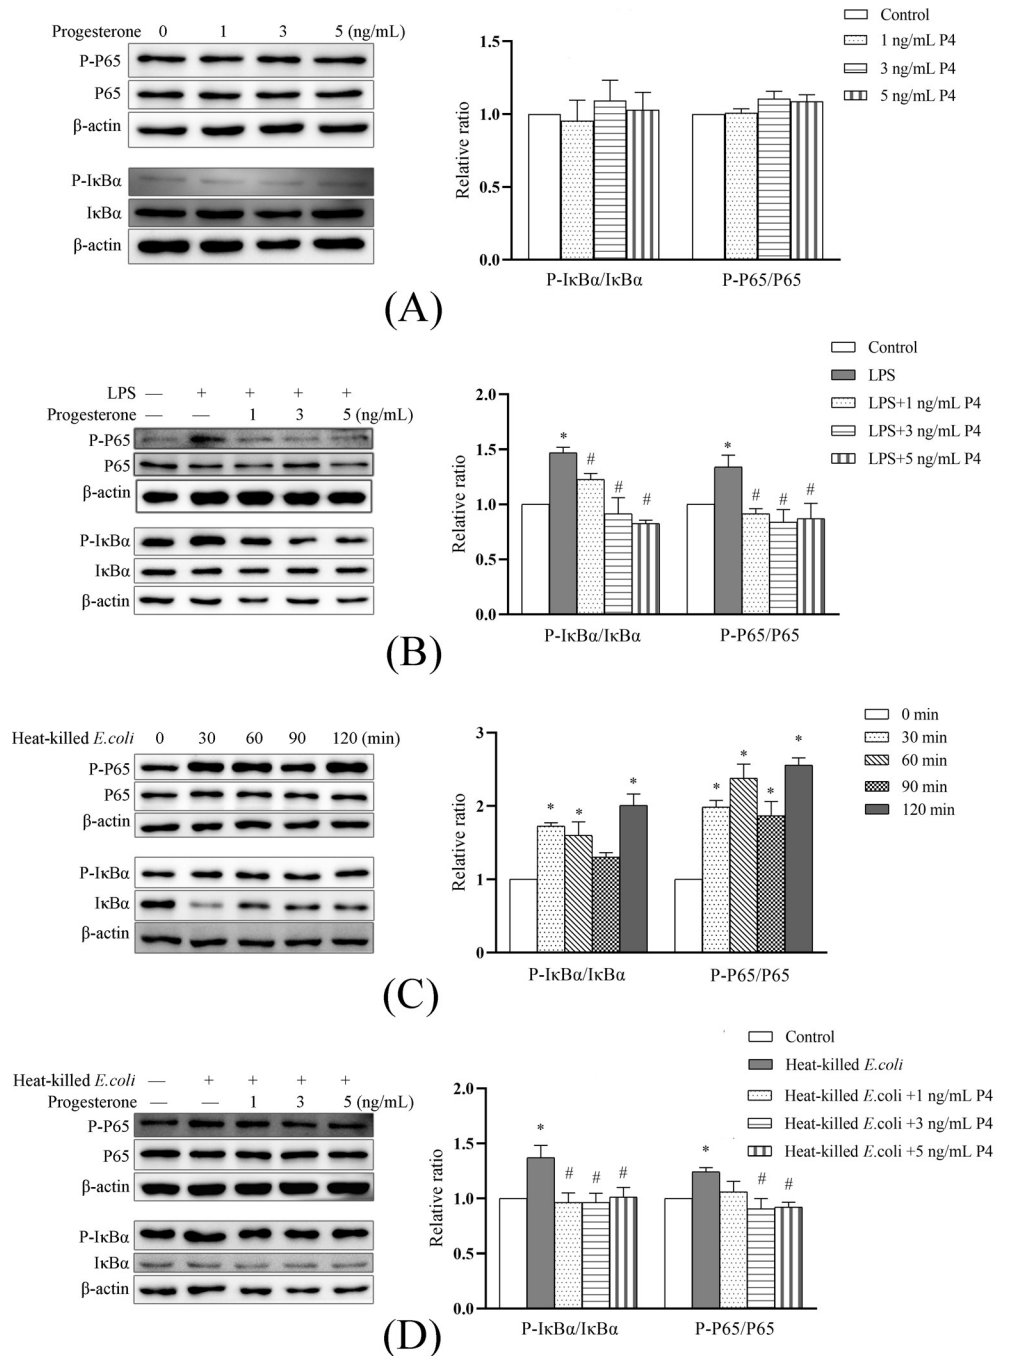 Progesterone 0 1 3 5 (ng/mL)
P-P65
P65
β-actin
P-IκBα
IκBα
β-actin
Relative ratio
1.5
1.0
0.5
0.0
P-IκBα/IκBα P-P65/P65
Control
1 ng/mL P4
3 ng/mL P4
5 ng/mL P4
(A)
LPS — + + + +
Progesterone — — 1 3 5 (ng/mL)
P-P65
P65
β-actin
P-IκBα
IκBα
β-actin
Relative ratio
2.0
1.5
1.0
0.5
0.0
* # # #
* # # #
P-IκBα/IκBα P-P65/P65
Control
LPS
LPS+1 ng/mL P4
LPS+3 ng/mL P4
LPS+5 ng/mL P4
(B)
Heat-killed E.coli 0 30 60 90 120 (min)
P-P65
P65
β-actin
P-IκBα
IκBα
β-actin
Relative ratio
3
2
1
0
* * *
* * * *
P-IκBα/IκBα P-P65/P65
0 min
30 min
60 min
90 min
120 min
(C)
Heat-killed E.coli — + + + +
Progesterone — — 1 3 5 (ng/mL)
P-P65
P65
β-actin
P-IκBα
IκBα
β-actin
Relative ratio
2.0
1.5
1.0
0.5
0.0
* # # #
* # #
P-IκBα/IκBα P-P65/P65
Control
Heat-killed E.coli
Heat-killed E.coli +1 ng/mL P4
Heat-killed E.coli +3 ng/mL P4
Heat-killed E.coli +5 ng/mL P4
(D)